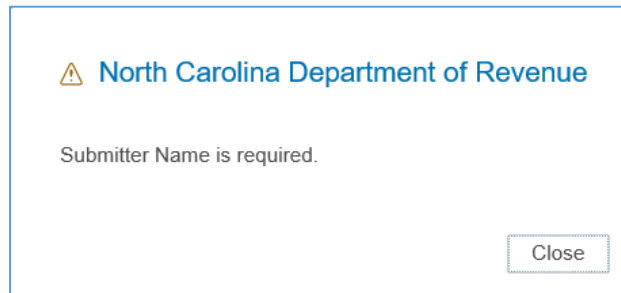 North Carolina Department of Revenue
Submitter Name is required.
Close